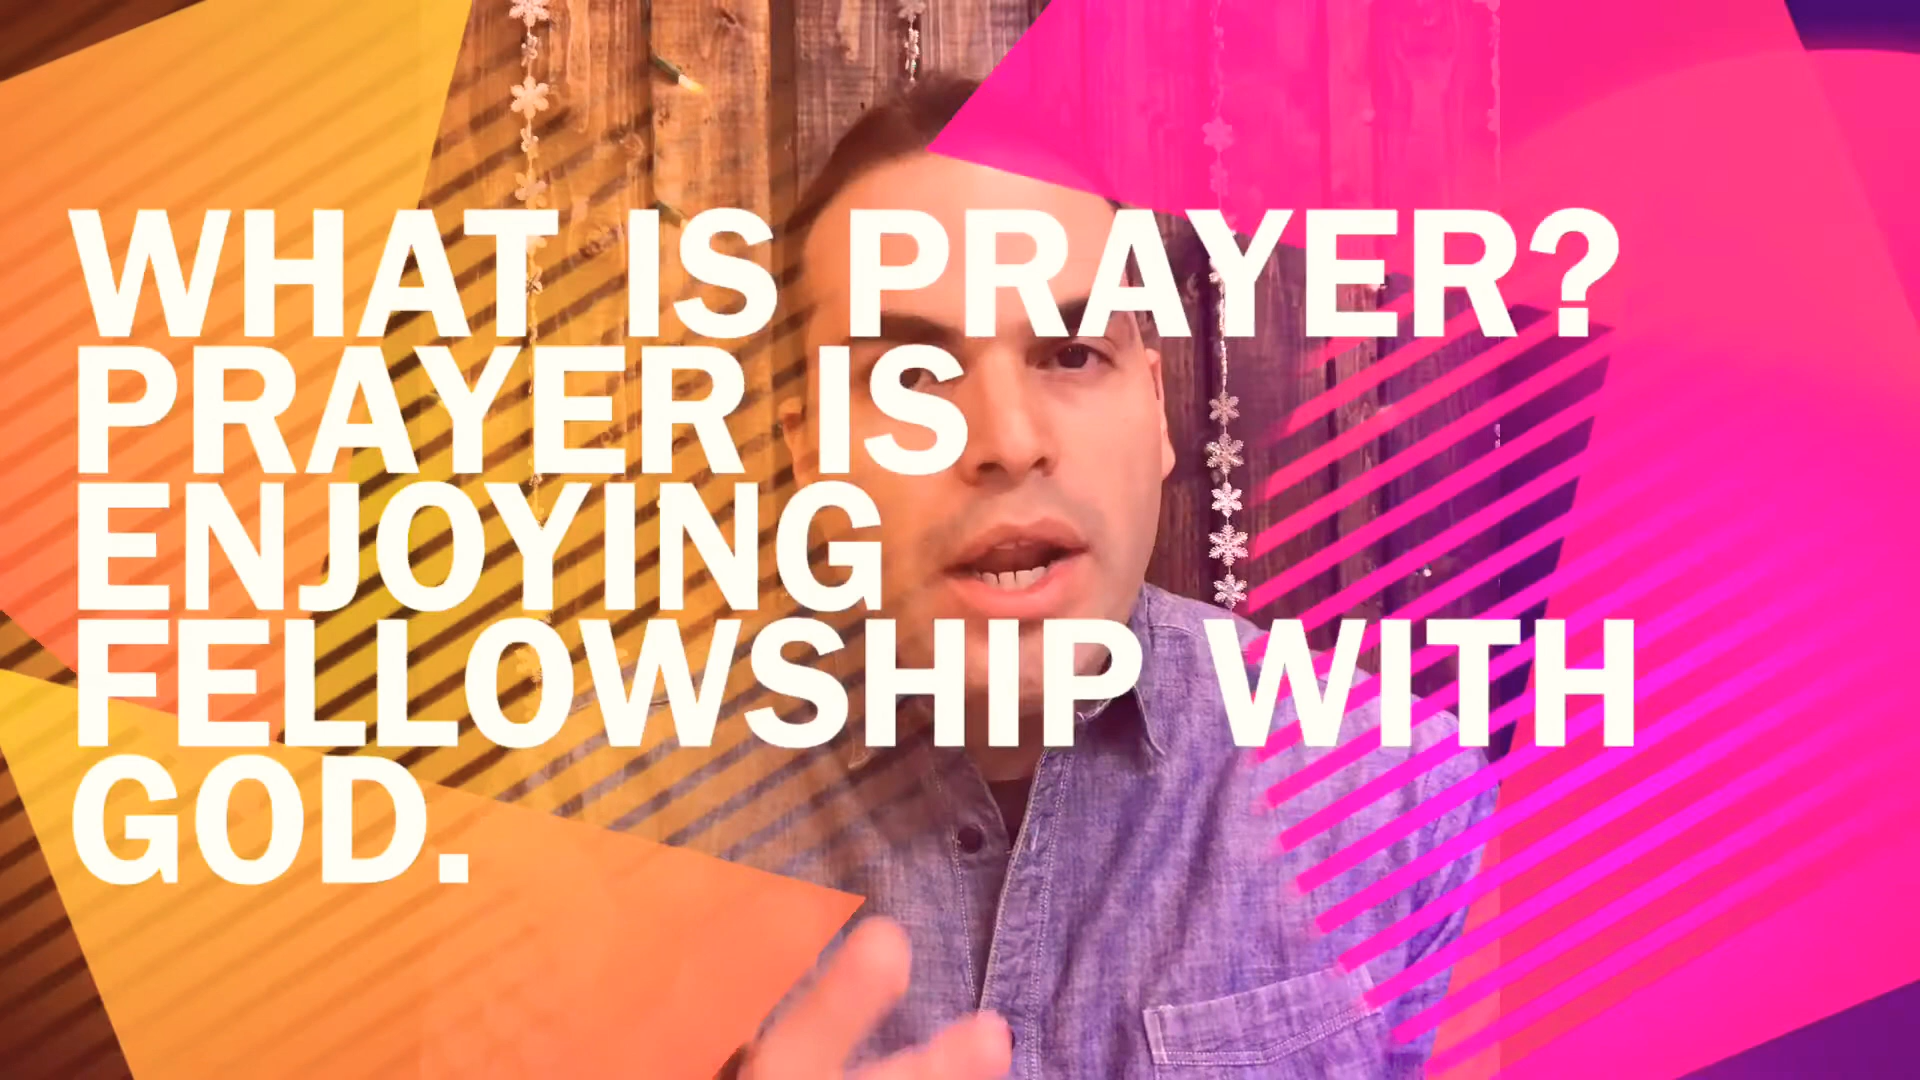 WHAT IS PRAYER?
PRAYER IS
ENJOYING
FELLOWSHIP WITH
GOD.